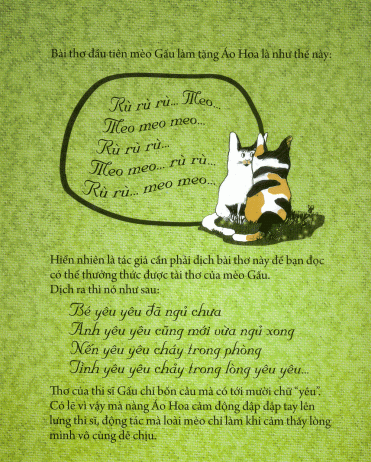 Bài thơ đầu tiên mèo Gấu làm tặng Áo Hoa là như thế này:
Rù rù rù... Meo...
Meo meo meo...
Rù rù rù...
Meo meo... rù rù...
Rù rù... meo meo...
Hiển nhiên là tác giả cần phải dịch bài thơ này để bạn đọc
có thể thưởng thức được tài thơ của mèo Gấu.
Dịch ra thì nó như sau:
Bé yêu yêu đã ngủ chưa
Anh yêu yêu cũng mới vừa ngủ xong
Nến yêu yêu cháy trong phòng
Tình yêu yêu cháy trong lòng yêu yêu...
Thơ của thi sĩ Gấu chỉ bốn câu mà có tới mười chữ “yêu”.
Có lẽ vì vậy mà nàng Áo Hoa cảm động đập đập tay lên
lưng thi sĩ, động tác mà loài mèo chỉ làm khi cảm thấy lòng
mình vô cùng dễ chịu.